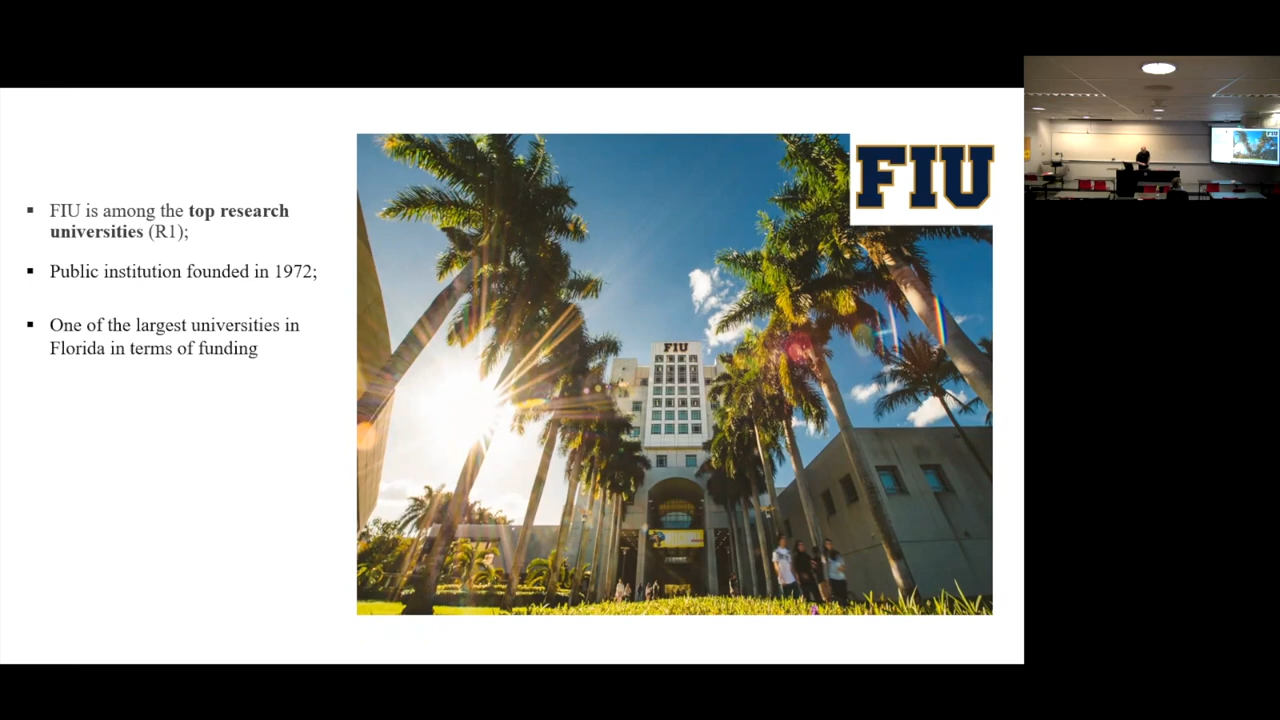 ▪ FIU is among the top research
universities (R1);
▪ Public institution founded in 1972;
▪ One of the largest universities in
Florida in terms of funding
FIU
FIU